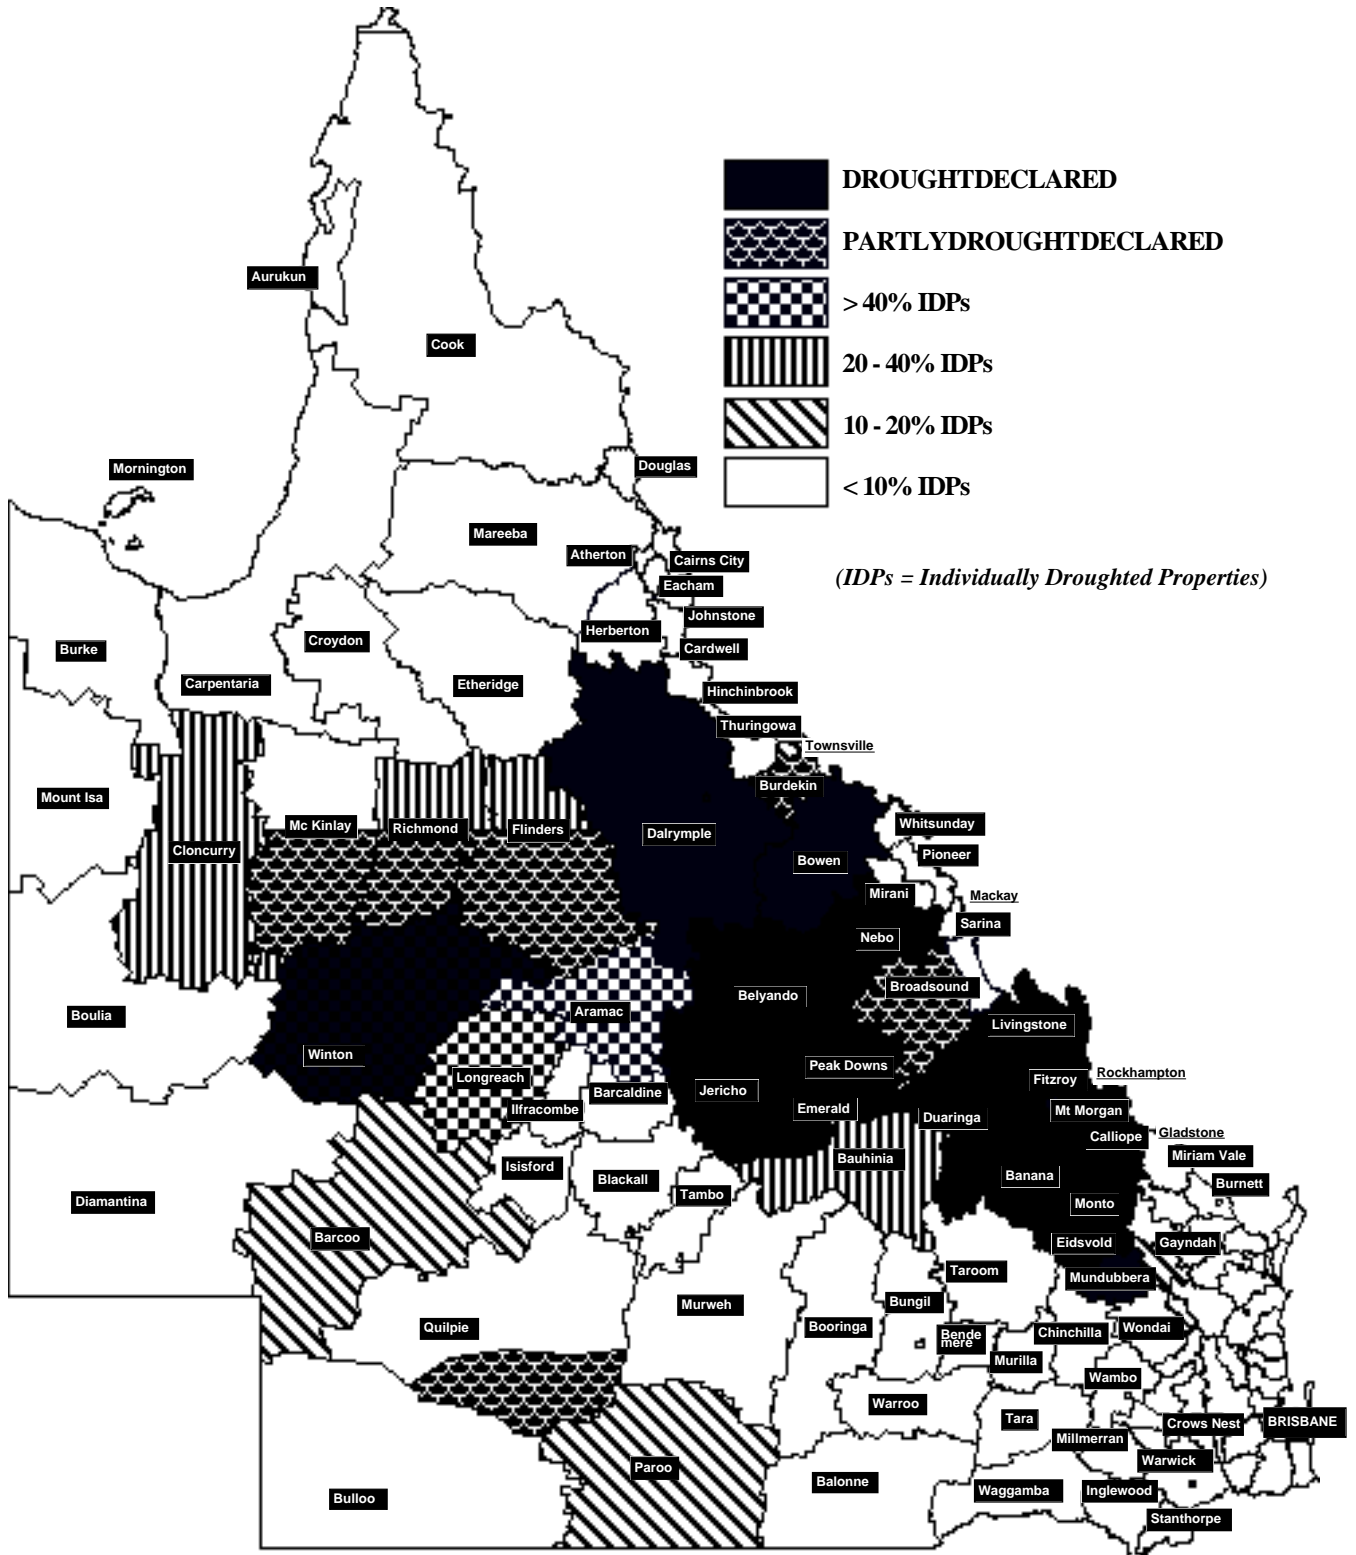 DROUGHTDECLARED
PARTLYDROUGHTDECLARED
> 40% IDPs
20 - 40% IDPs
10 - 20% IDPs
< 10% IDPs
(IDPs = Individually Droughted Properties)
Aurukun
Cook
Mornington
Douglas
Mareeba
Atherton
Cairns City
Eacham
Johnstone
Herberton
Croydon
Burke
Cardwell
Carpentaria
Etheridge
Hinchinbrook
Thuringowa
Townsville
Burdekin
Mount Isa
Mc Kinlay
Richmond
Flinders
Dalrymple
Whitsunday
Cloncurry
Bowen
Pioneer
Mirani
Mackay
Sarina
Nebo
Broadsound
Belyando
Aramac
Boulia
Livingstone
Winton
Peak Downs
Longreach
Fitzroy
Rockhampton
Barcaldine
Jericho
Ilfracombe
Emerald
Duaringa
Mt Morgan
Calliope
Gladstone
Miriam Vale
Bauhinia
Isisford
Blackall
Tambo
Banana
Burnett
Diamantina
Monto
Barcoo
Eidsvold
Gayndah
Taroom
Mundubbera
Murweh
Bungil
Quilpie
Booringa
Bende
mere
Chinchilla
Wondai
Murilla
Wambo
Warroo
Tara
Crows Nest
BRISBANE
Millmerran
Warwick
Paroo
Balonne
Waggamba
Inglewood
Bulloo
Stanthorpe